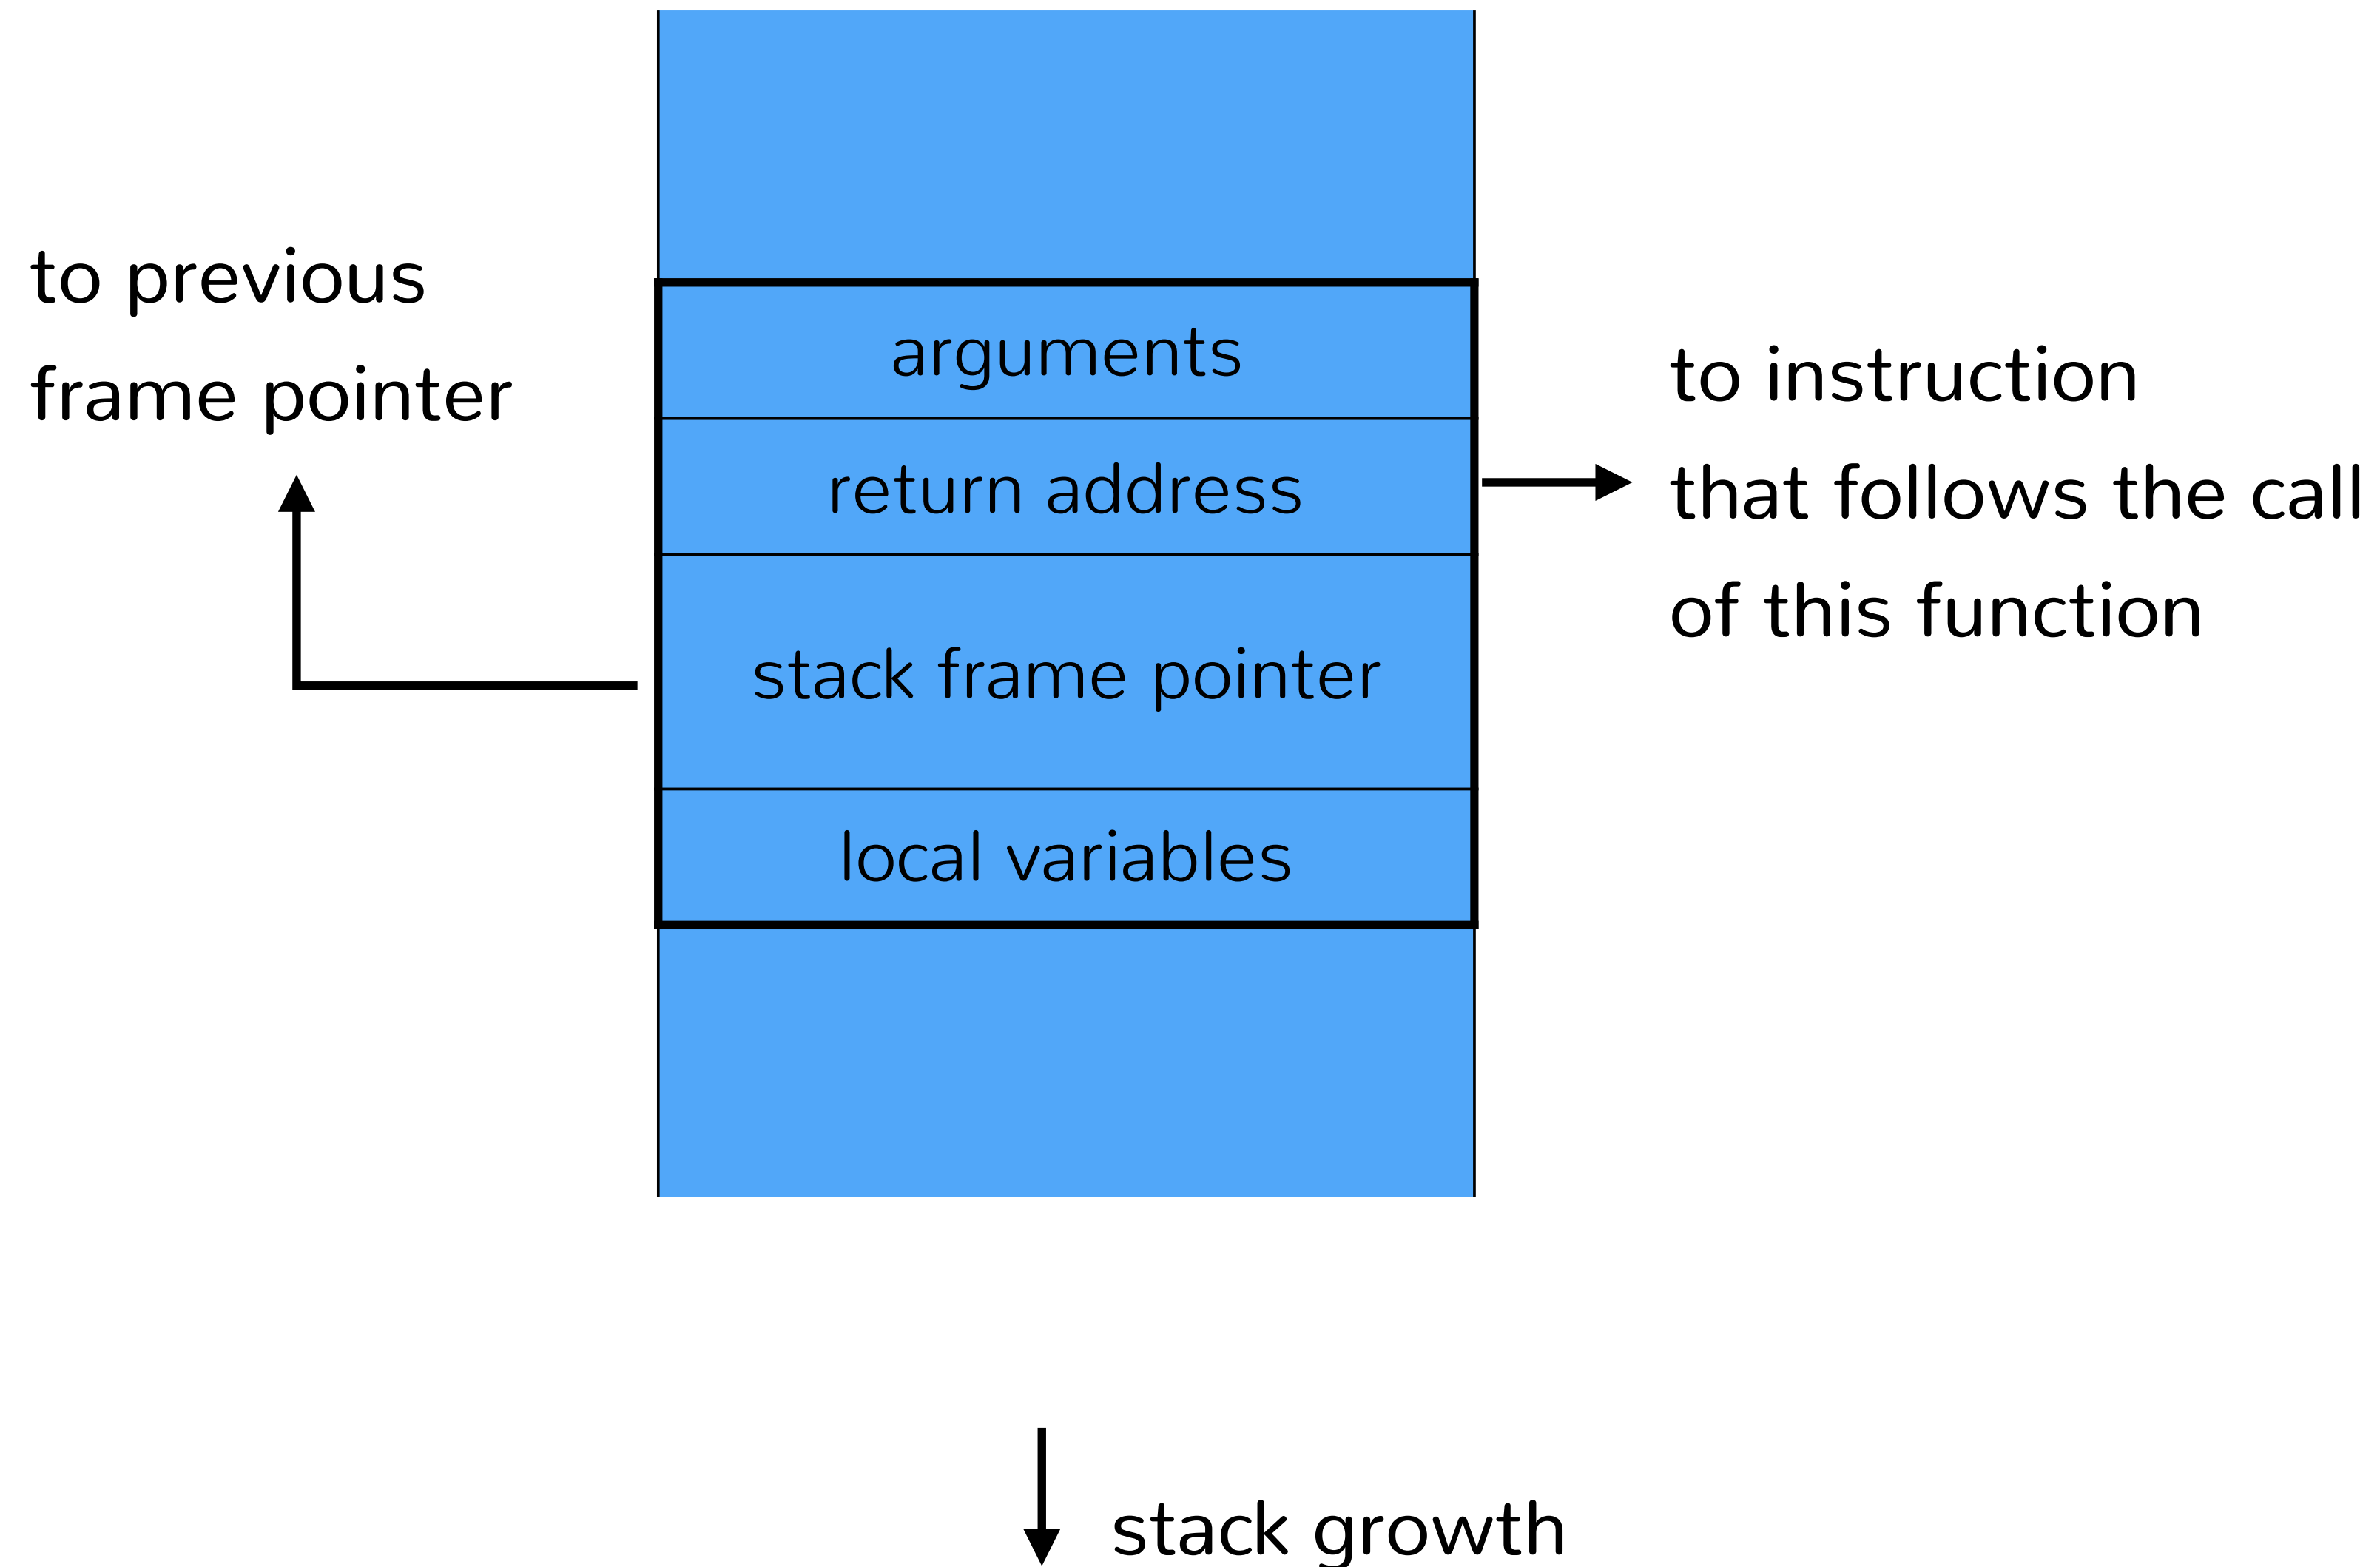 to previous
frame pointer
arguments
return address
stack frame pointer
local variables
to instruction
that follows the call
of this function
stack growth